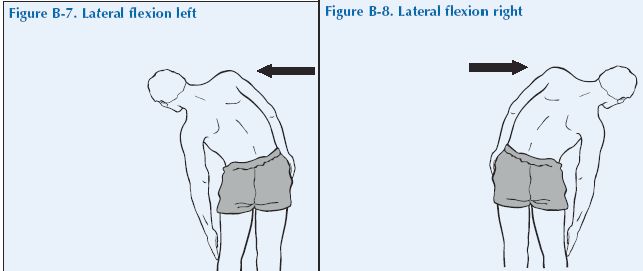 Figure B-7. Lateral flexion left
Figure B-8. Lateral flexion right